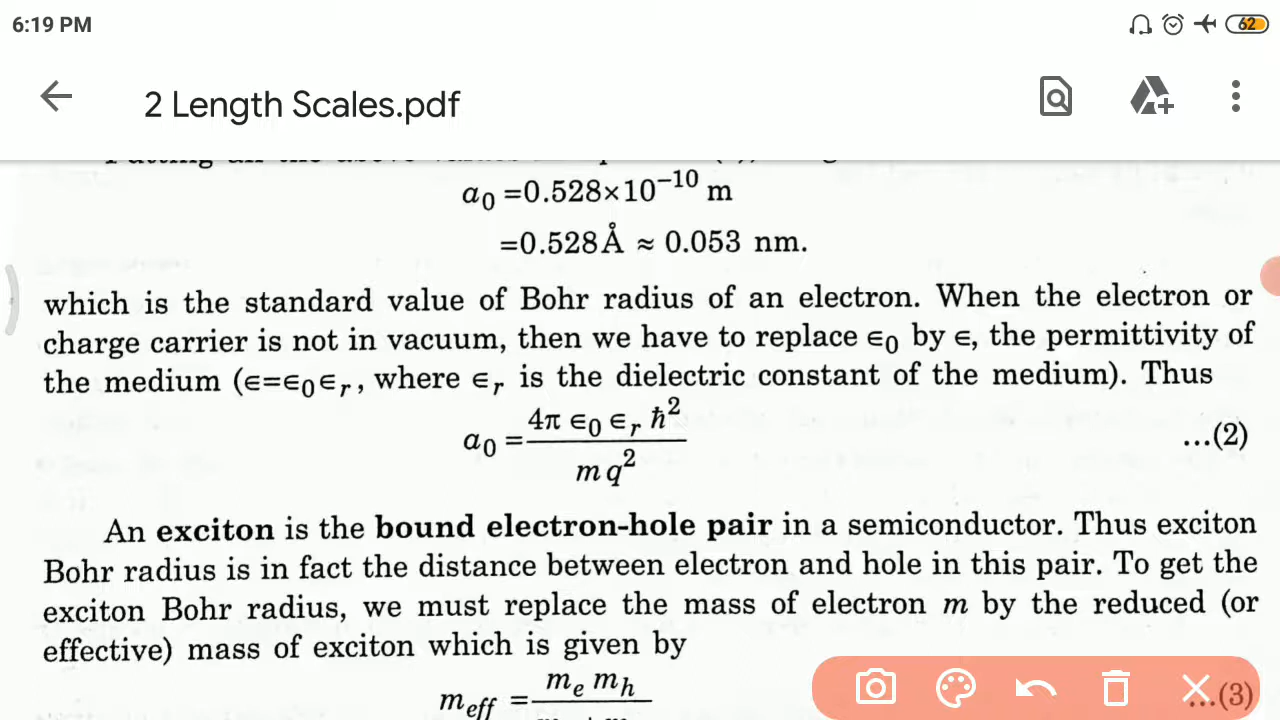 6:19 PM
62
2 Length Scales.pdf
a₀ =0.528×10⁻¹⁰ m
=0.528Å ≈ 0.053 nm.
which is the standard value of Bohr radius of an electron. When the electron or
charge carrier is not in vacuum, then we have to replace ∈₀ by ∈, the permittivity of
the medium (∈=∈₀∈ᵣ, where ∈ᵣ is the dielectric constant of the medium). Thus
a₀ = 4π ∈₀ ∈ᵣ ħ² / m q² ...(2)
An exciton is the bound electron-hole pair in a semiconductor. Thus exciton
Bohr radius is in fact the distance between electron and hole in this pair. To get the
exciton Bohr radius, we must replace the mass of electron m by the reduced (or
effective) mass of exciton which is given by
m_eff = m_e m_h ...(3)